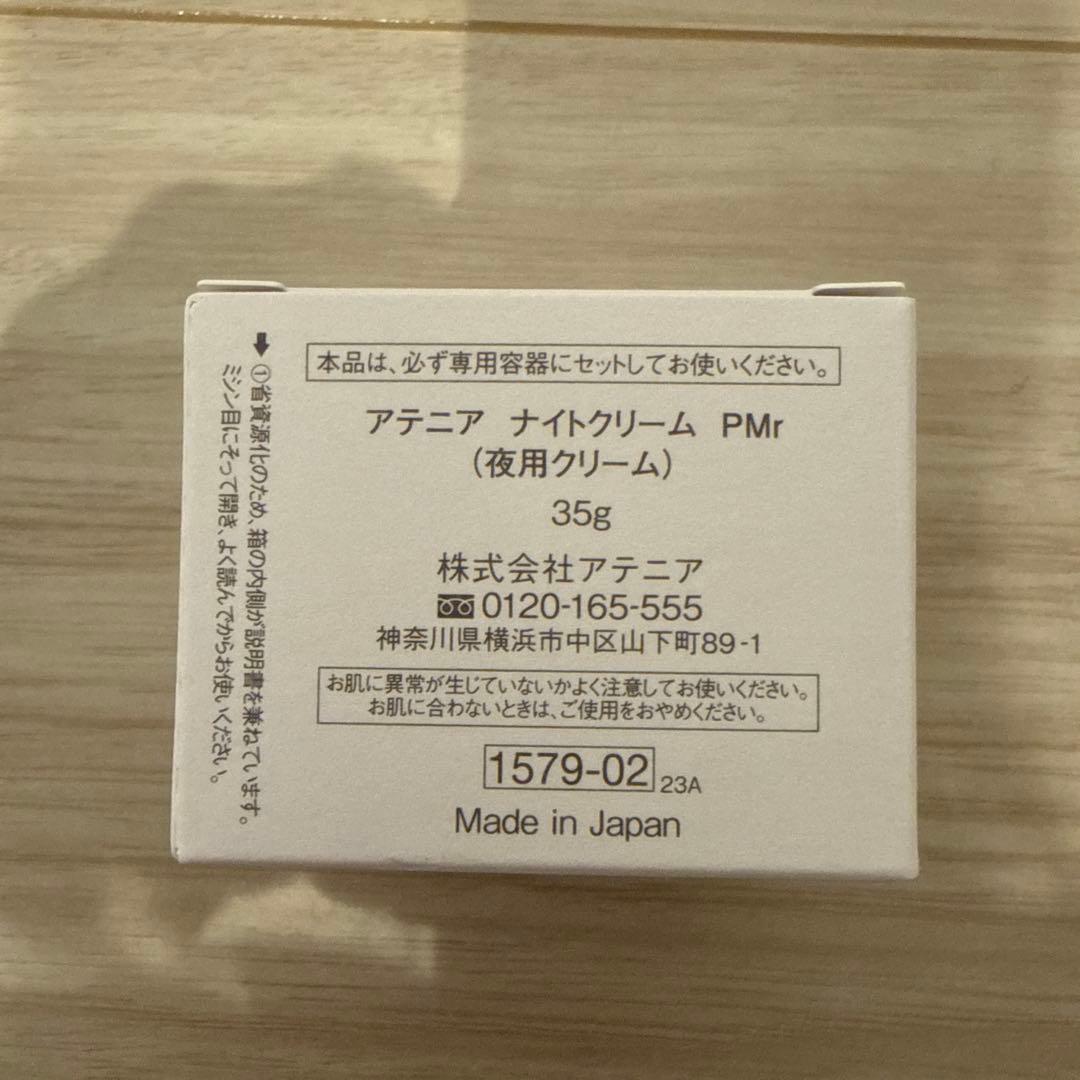 本品は、必ず専用容器にセットしてお使いください。
アテニア ナイトクリーム PMr
(夜用クリーム)
35g
株式会社アテニア
0120-165-555
神奈川県横浜市中区山下町89-1
お肌に異常が生じていないかよく注意してお使いください。
お肌に合わないときは、ご使用をおやめください。
1579-02 23A
Made in Japan
➡①省資源化のため、箱の内側が説明書を兼ねています。
ミシン目にそって開き、よく読んでからお使いください。